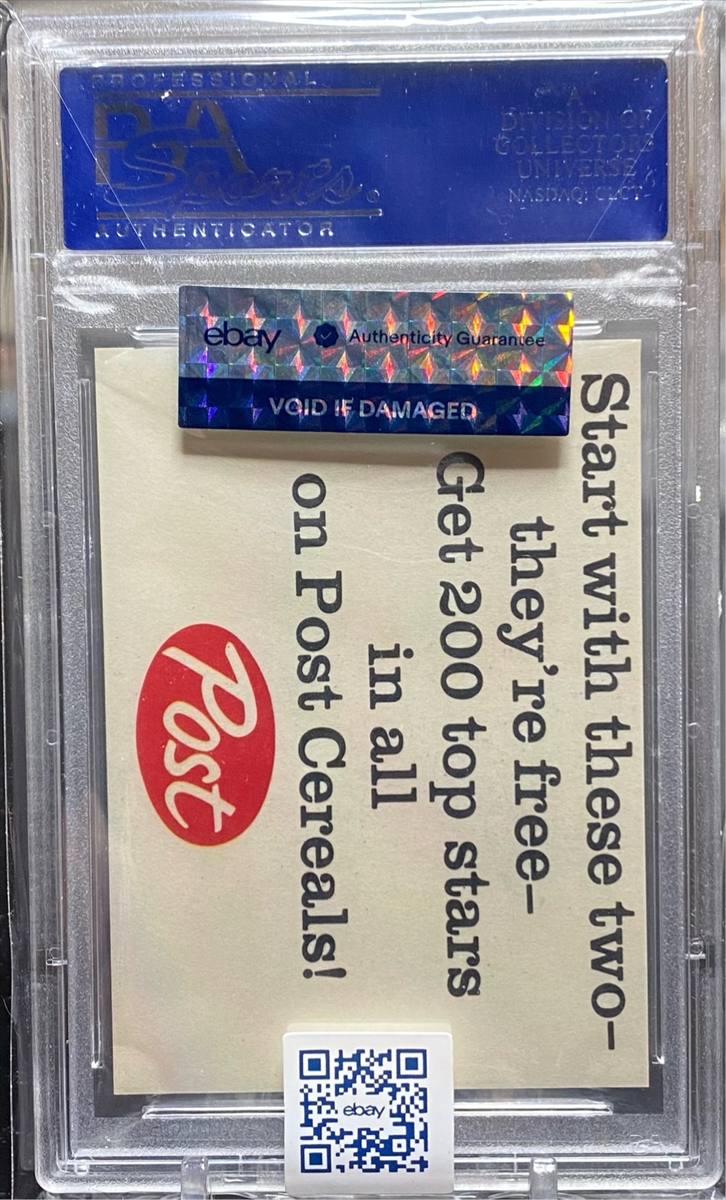 PROFESSIONAL
PSA
Sports®
AUTHENTICATOR
A
DIVISION OF
COLLECTORS
UNIVERSE
NASDAQ: CLCT
ebay Authenticity Guarantee
VOID IF DAMAGED
Start with these two-
they're free-
Get 200 top stars
in all
on Post Cereals!
Post
ebay